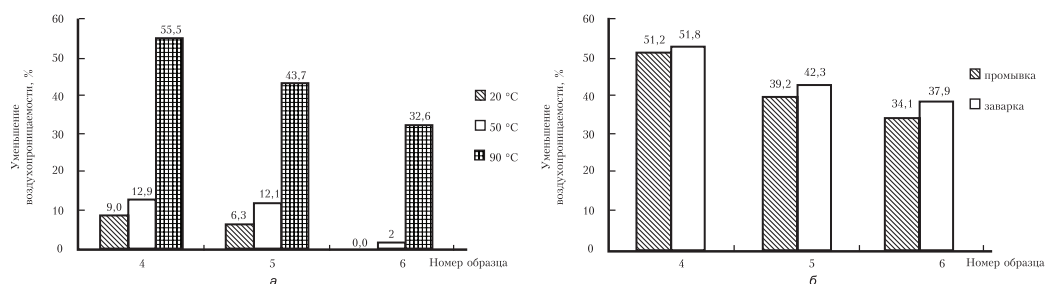 Уменьшение
воздухопроницаемости, %
60
50
40
30
20
10
0
9,0
12,9
55,5
6,3
12,1
43,7
0,0
2
32,6
4
5
6
Номер образца
20 °С
50 °С
90 °С
а
Уменьшение
воздухопроницаемости, %
60
50
40
30
20
10
0
51,2
51,8
39,2
42,3
34,1
37,9
4
5
6
Номер образца
промывка
заварка
б